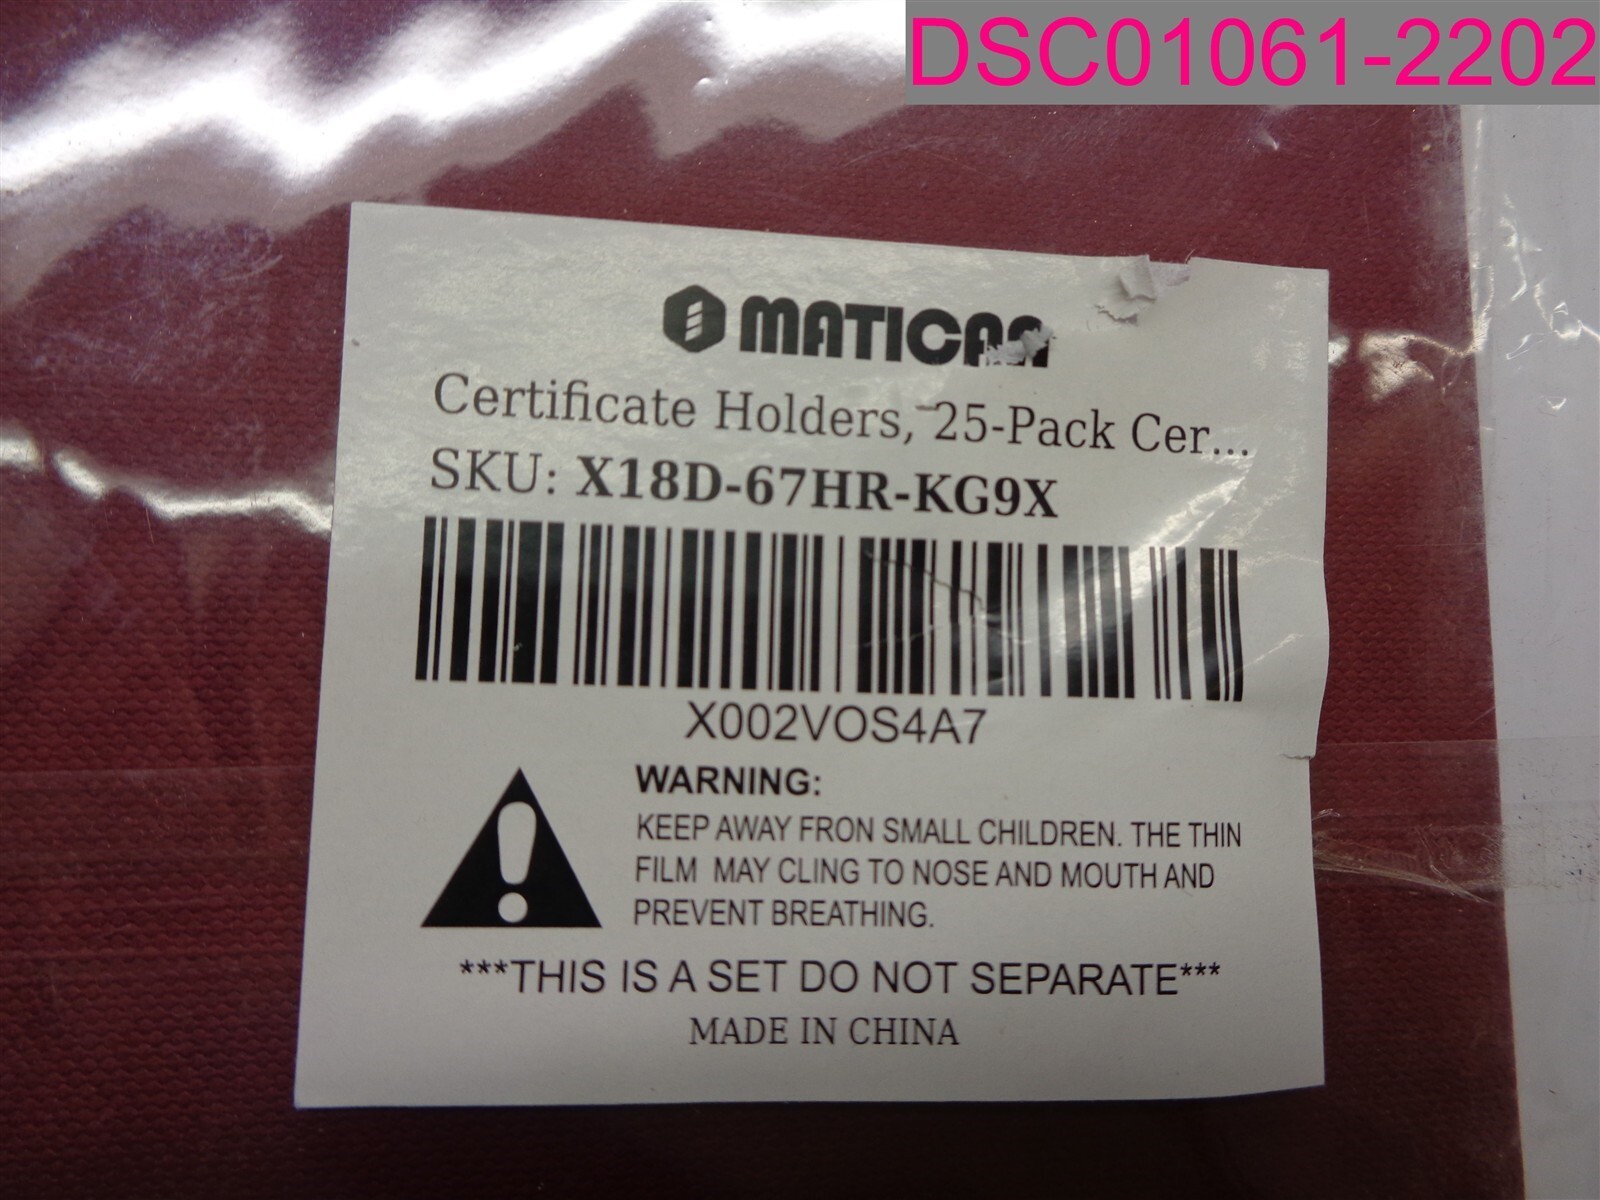 DSC01061-2202
Certificate Holders, 25-Pack Cer...
SKU: X18D-67HR-KG9X
X002VOS4A7
WARNING:
KEEP AWAY FRON SMALL CHILDREN. THE THIN
FILM MAY CLING TO NOSE AND MOUTH AND
PREVENT BREATHING.
***THIS IS A SET DO NOT SEPARATE***
MADE IN CHINA